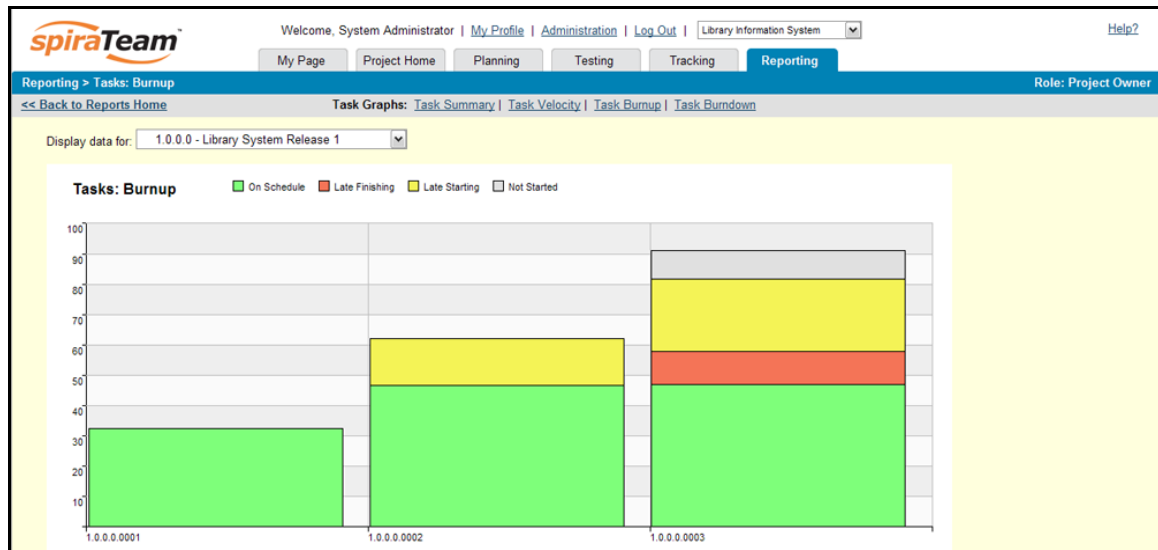 spiraTeam™
Welcome, System Administrator | My Profile | Administration | Log Out | Library Information System
Help?
My Page Project Home Planning Testing Tracking Reporting
Reporting > Tasks: Burnup Role: Project Owner
<< Back to Reports Home Task Graphs: Task Summary | Task Velocity | Task Burnup | Task Burndown
Display data for: 1.0.0.0 - Library System Release 1
Tasks: Burnup On Schedule Late Finishing Late Starting Not Started
100
90
80
70
60
50
40
30
20
10
1.0.0.0.0001 1.0.0.0.0002 1.0.0.0.0003